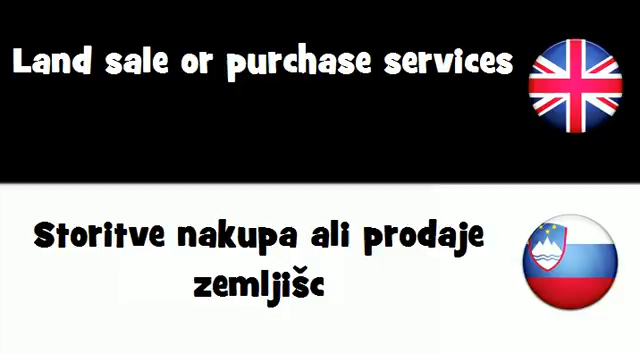 Land sale or purchase services
Storitve nakupa ali prodaje
zemljišc